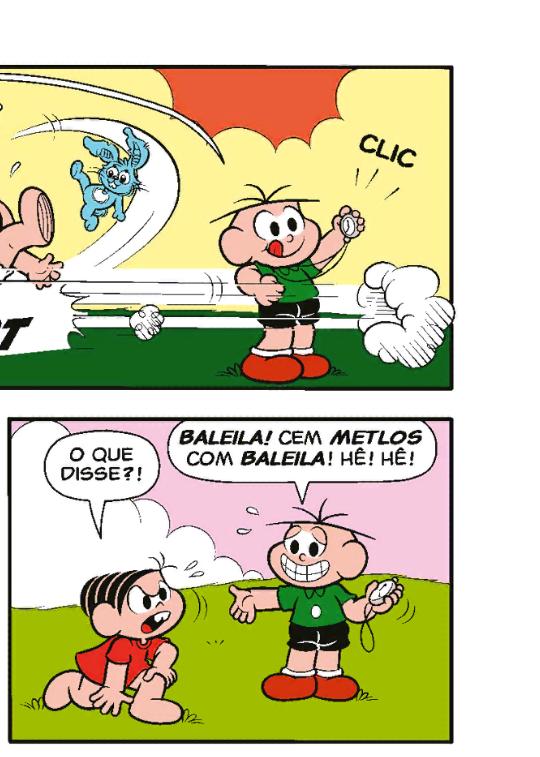 CLIC
O QUE
DISSE?!
BALEILA! CEM METLOS
COM BALEILA! HÊ! HÊ!